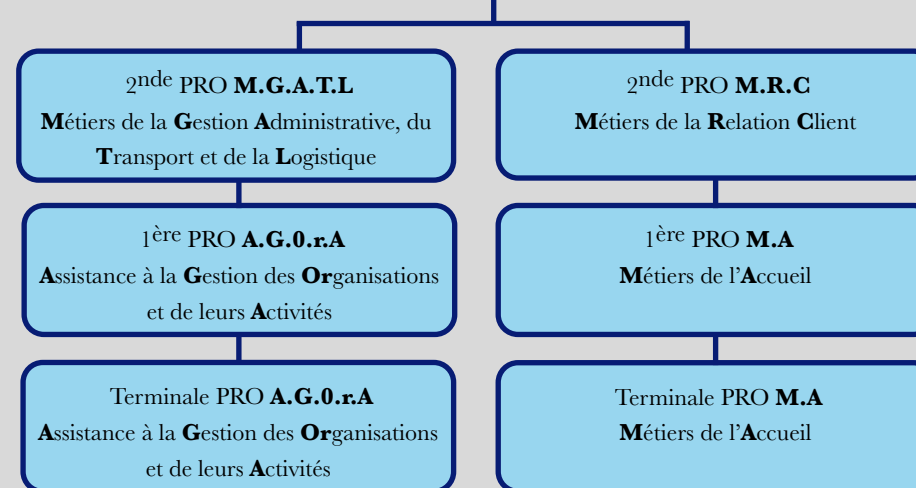 2nde PRO M.G.A.T.L
Métiers de la Gestion Administrative, du
Transport et de la Logistique
2nde PRO M.R.C
Métiers de la Relation Client
1ère PRO A.G.0.r.A
Assistance à la Gestion des Organisations
et de leurs Activités
1ère PRO M.A
Métiers de l'Accueil
Terminale PRO A.G.0.r.A
Assistance à la Gestion des Organisations
et de leurs Activités
Terminale PRO M.A
Métiers de l'Accueil